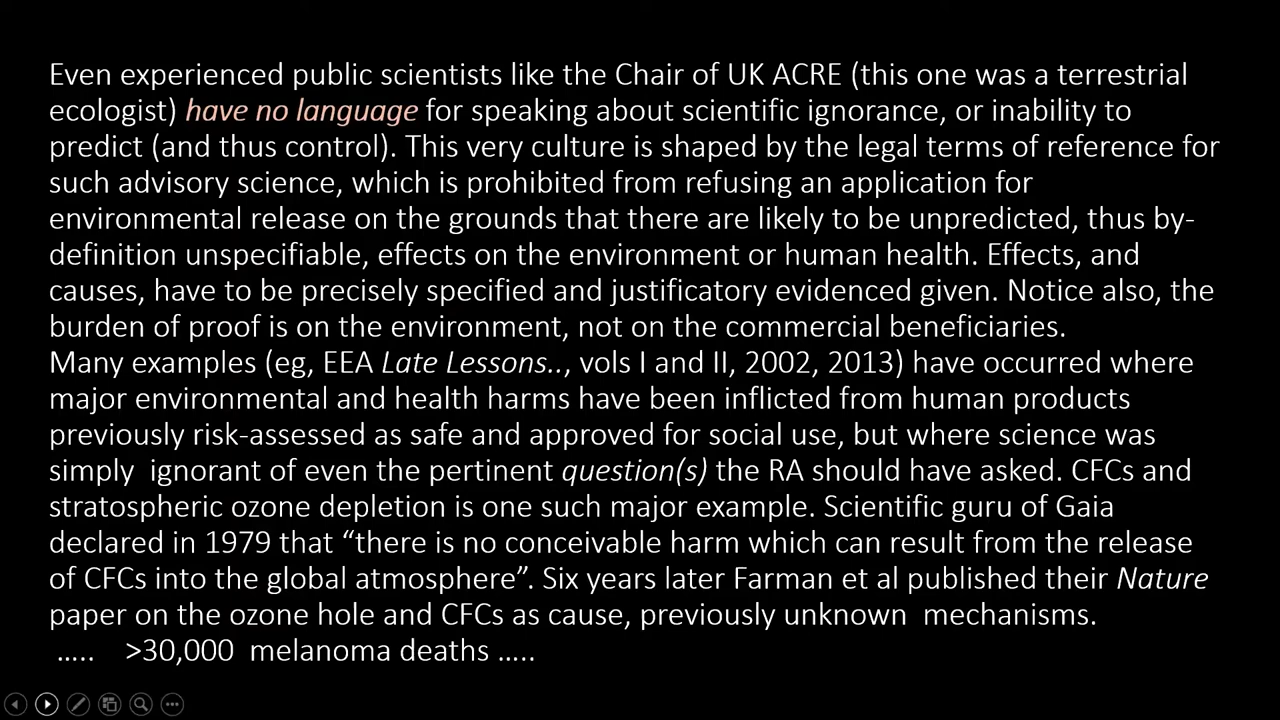 Even experienced public scientists like the Chair of UK ACRE (this one was a terrestrial
ecologist) have no language for speaking about scientific ignorance, or inability to
predict (and thus control). This very culture is shaped by the legal terms of reference for
such advisory science, which is prohibited from refusing an application for
environmental release on the grounds that there are likely to be unpredicted, thus by-
definition unspecifiable, effects on the environment or human health. Effects, and
causes, have to be precisely specified and justificatory evidenced given. Notice also, the
burden of proof is on the environment, not on the commercial beneficiaries.
Many examples (eg, EEA Late Lessons.., vols I and II, 2002, 2013) have occurred where
major environmental and health harms have been inflicted from human products
previously risk-assessed as safe and approved for social use, but where science was
simply  ignorant of even the pertinent question(s) the RA should have asked. CFCs and
stratospheric ozone depletion is one such major example. Scientific guru of Gaia
declared in 1979 that “there is no conceivable harm which can result from the release
of CFCs into the global atmosphere”. Six years later Farman et al published their Nature
paper on the ozone hole and CFCs as cause, previously unknown  mechanisms.
…..    >30,000  melanoma deaths …..